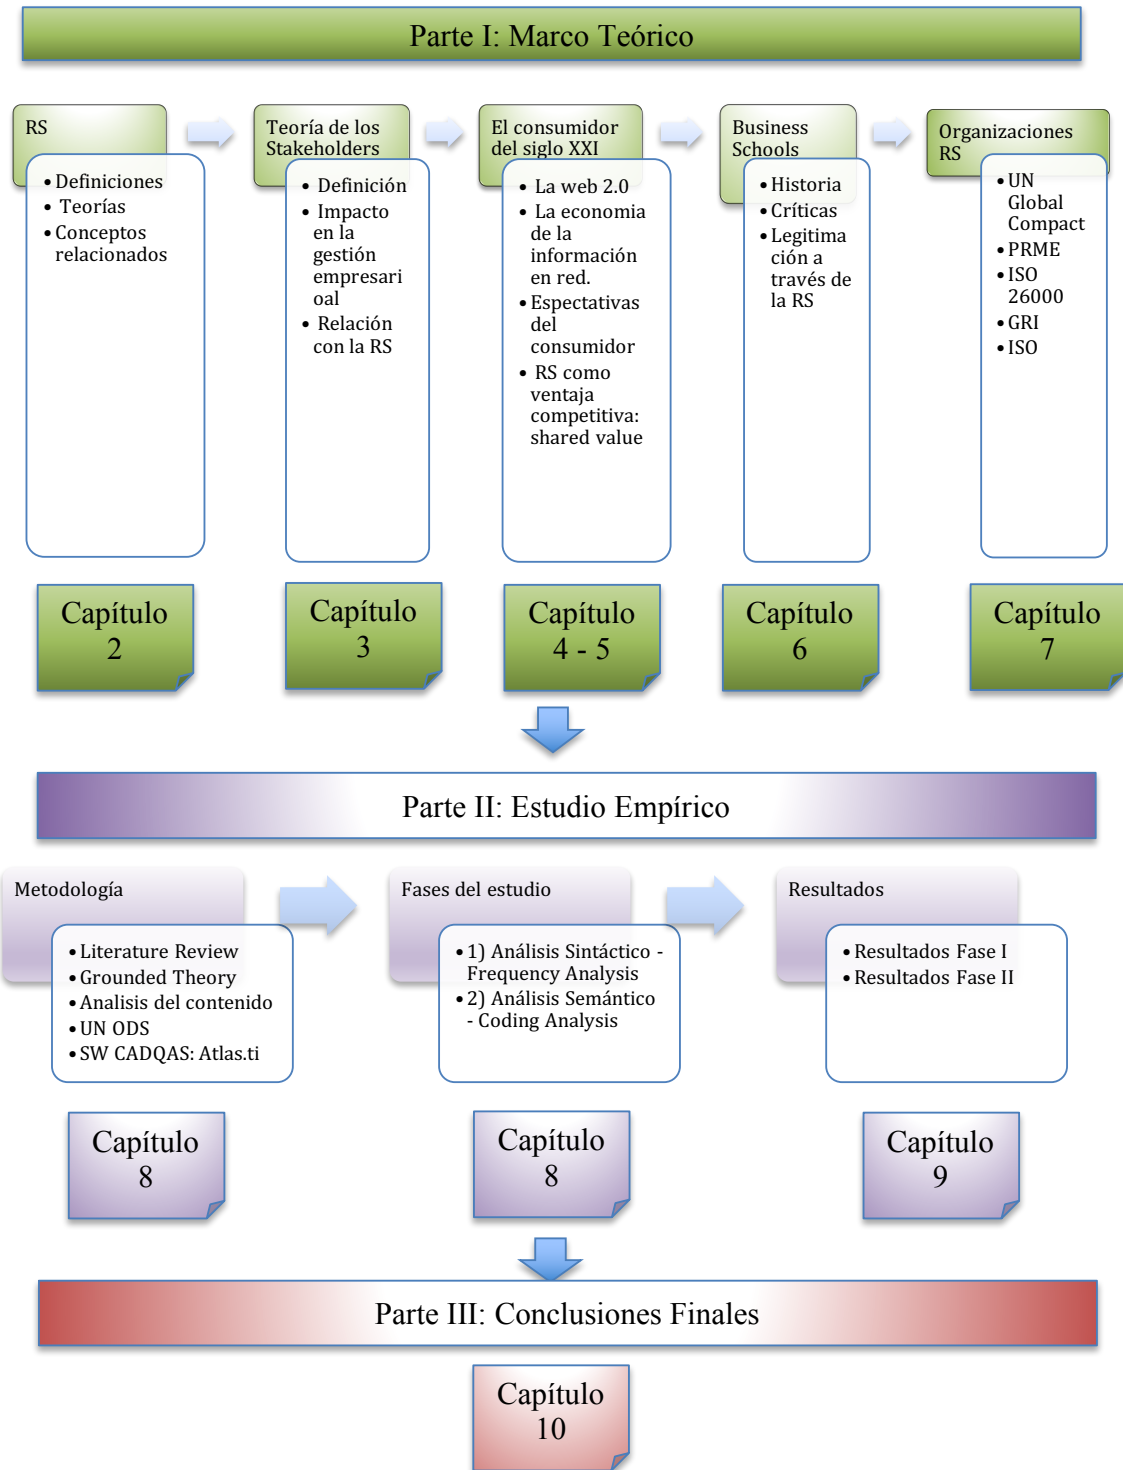 Parte I: Marco Teórico
RS
• Definiciones
• Teorías
• Conceptos
relacionados
Teoría de los
Stakeholders
• Definición
• Impacto
en la
gestión
empresari
oal
• Relación
con la RS
El consumidor
del siglo XXI
• La web 2.0
• La economia
de la
información
en red.
• Espectativas
del
consumidor
• RS como
ventaja
competitiva:
shared value
Business
Schools
• Historia
• Críticas
• Legitima
ción a
través de
la RS
Organizaciones
RS
• UN
Global
Compact
• PRME
• ISO
26000
• GRI
• ISO
Capítulo
2
Capítulo
3
Capítulo
4 - 5
Capítulo
6
Capítulo
7
Parte II: Estudio Empírico
Metodología
• Literature Review
• Grounded Theory
• Analisis del contenido
• UN ODS
• SW CADQAS: Atlas.ti
Fases del estudio
• 1) Análisis Sintáctico -
Frequency Analysis
• 2) Análisis Semántico
- Coding Analysis
Resultados
• Resultados Fase I
• Resultados Fase II
Capítulo
8
Capítulo
8
Capítulo
9
Parte III: Conclusiones Finales
Capítulo
10